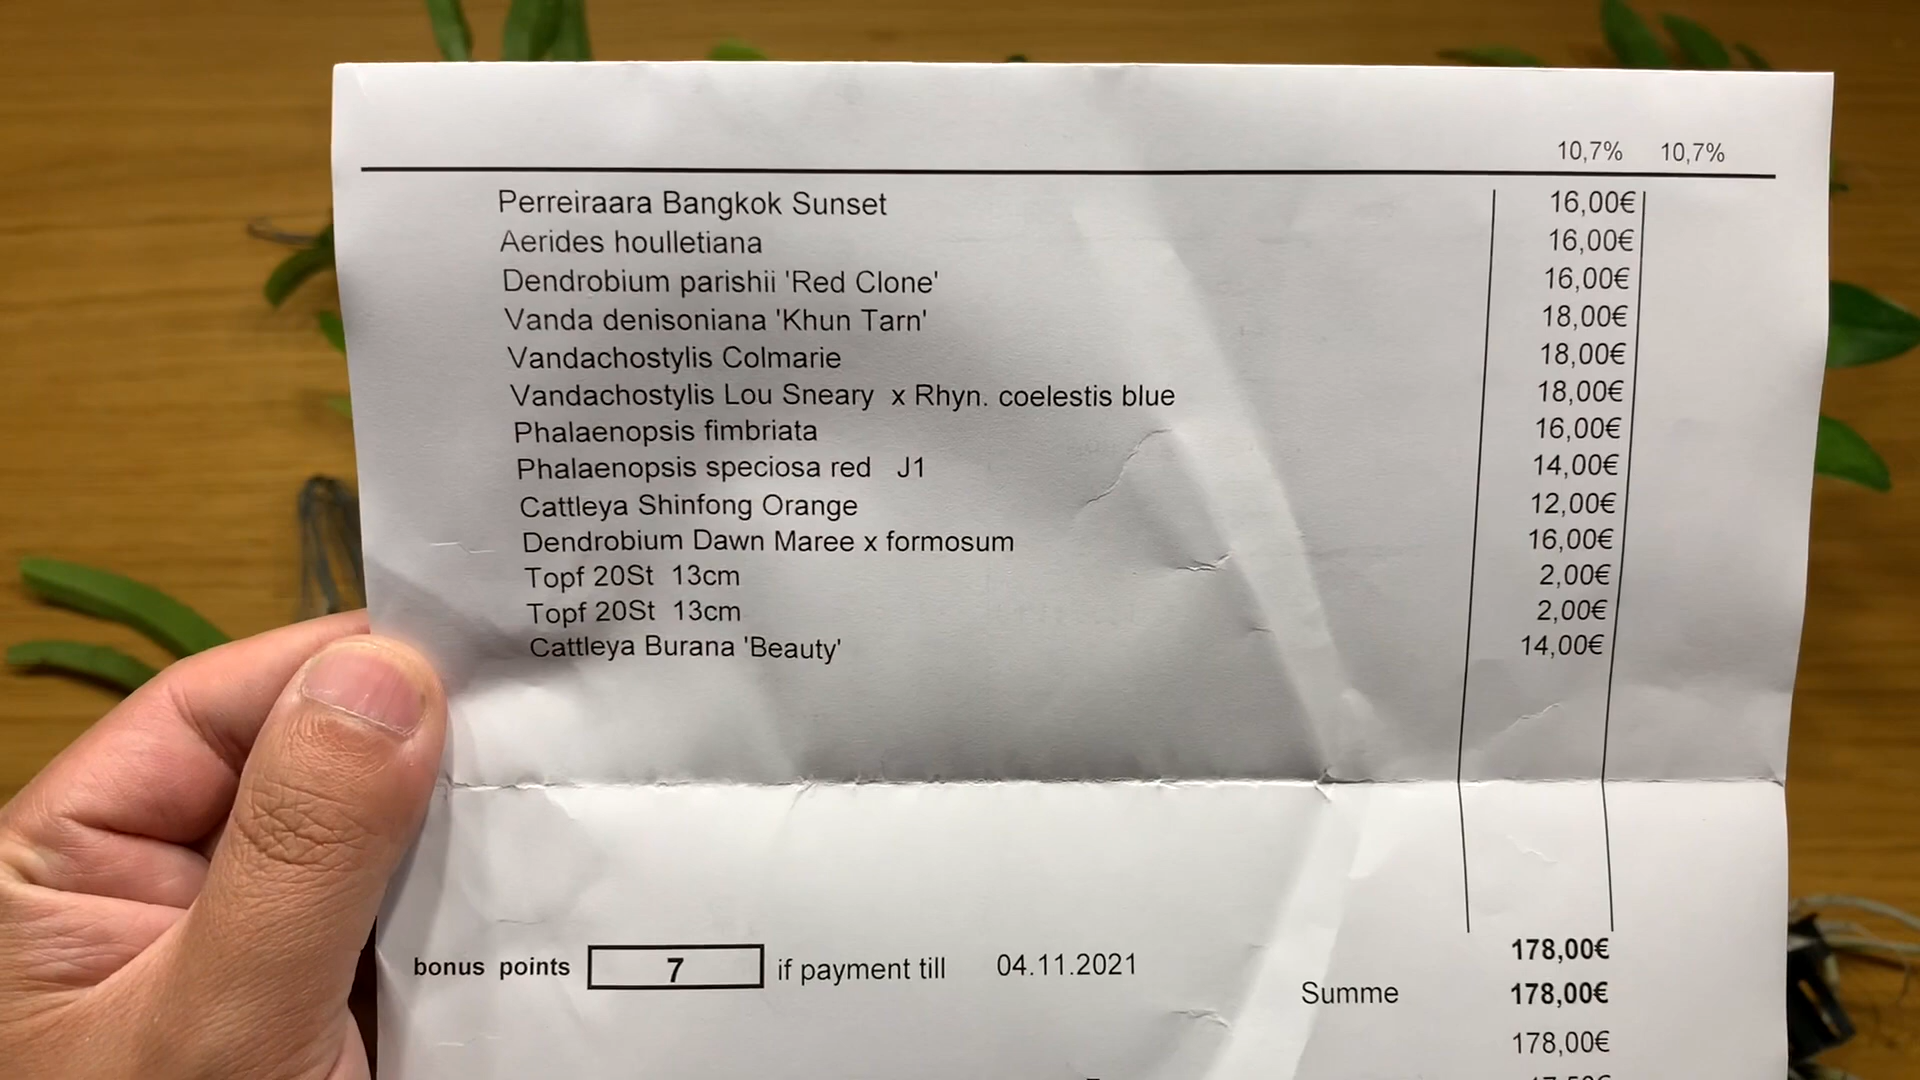 10,7% 10,7%
Perreiraara Bangkok Sunset 16,00€
Aerides houlletiana 16,00€
Dendrobium parishii 'Red Clone' 16,00€
Vanda denisoniana 'Khun Tarn' 18,00€
Vandachostylis Colmarie 18,00€
Vandachostylis Lou Sneary x Rhyn. coelestis blue 18,00€
Phalaenopsis fimbriata 16,00€
Phalaenopsis speciosa red J1 14,00€
Cattleya Shinfong Orange 12,00€
Dendrobium Dawn Maree x formosum 16,00€
Topf 20St 13cm 2,00€
Topf 20St 13cm 2,00€
Cattleya Burana 'Beauty' 14,00€
178,00€
bonus points 7 if payment till 04.11.2021
Summe 178,00€
178,00€